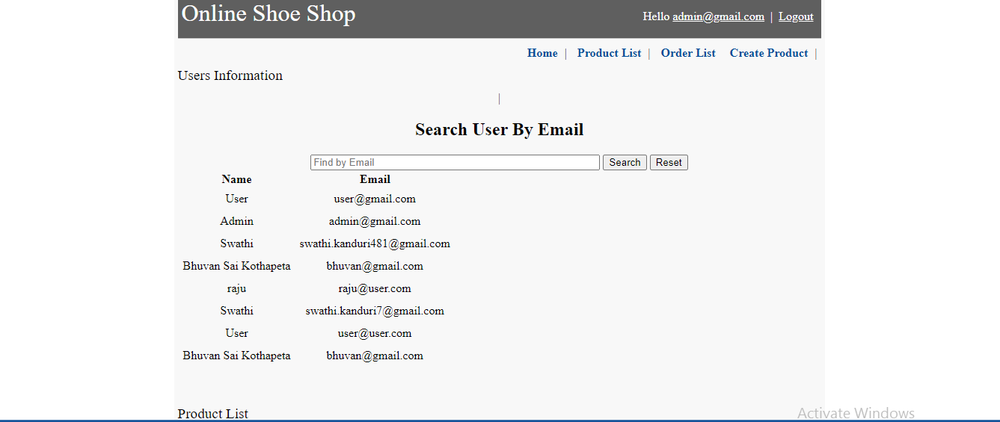 Online Shoe Shop
Hello admin@gmail.com | Logout
Home | Product List | Order List Create Product |
Users Information
|
Search User By Email
Find by Email Search Reset
Name Email
User user@gmail.com
Admin admin@gmail.com
Swathi swathi.kanduri481@gmail.com
Bhuvan Sai Kothapeta bhuvan@gmail.com
raju raju@user.com
Swathi swathi.kanduri7@gmail.com
User user@user.com
Bhuvan Sai Kothapeta bhuvan@gmail.com
Product List
Activate Windows